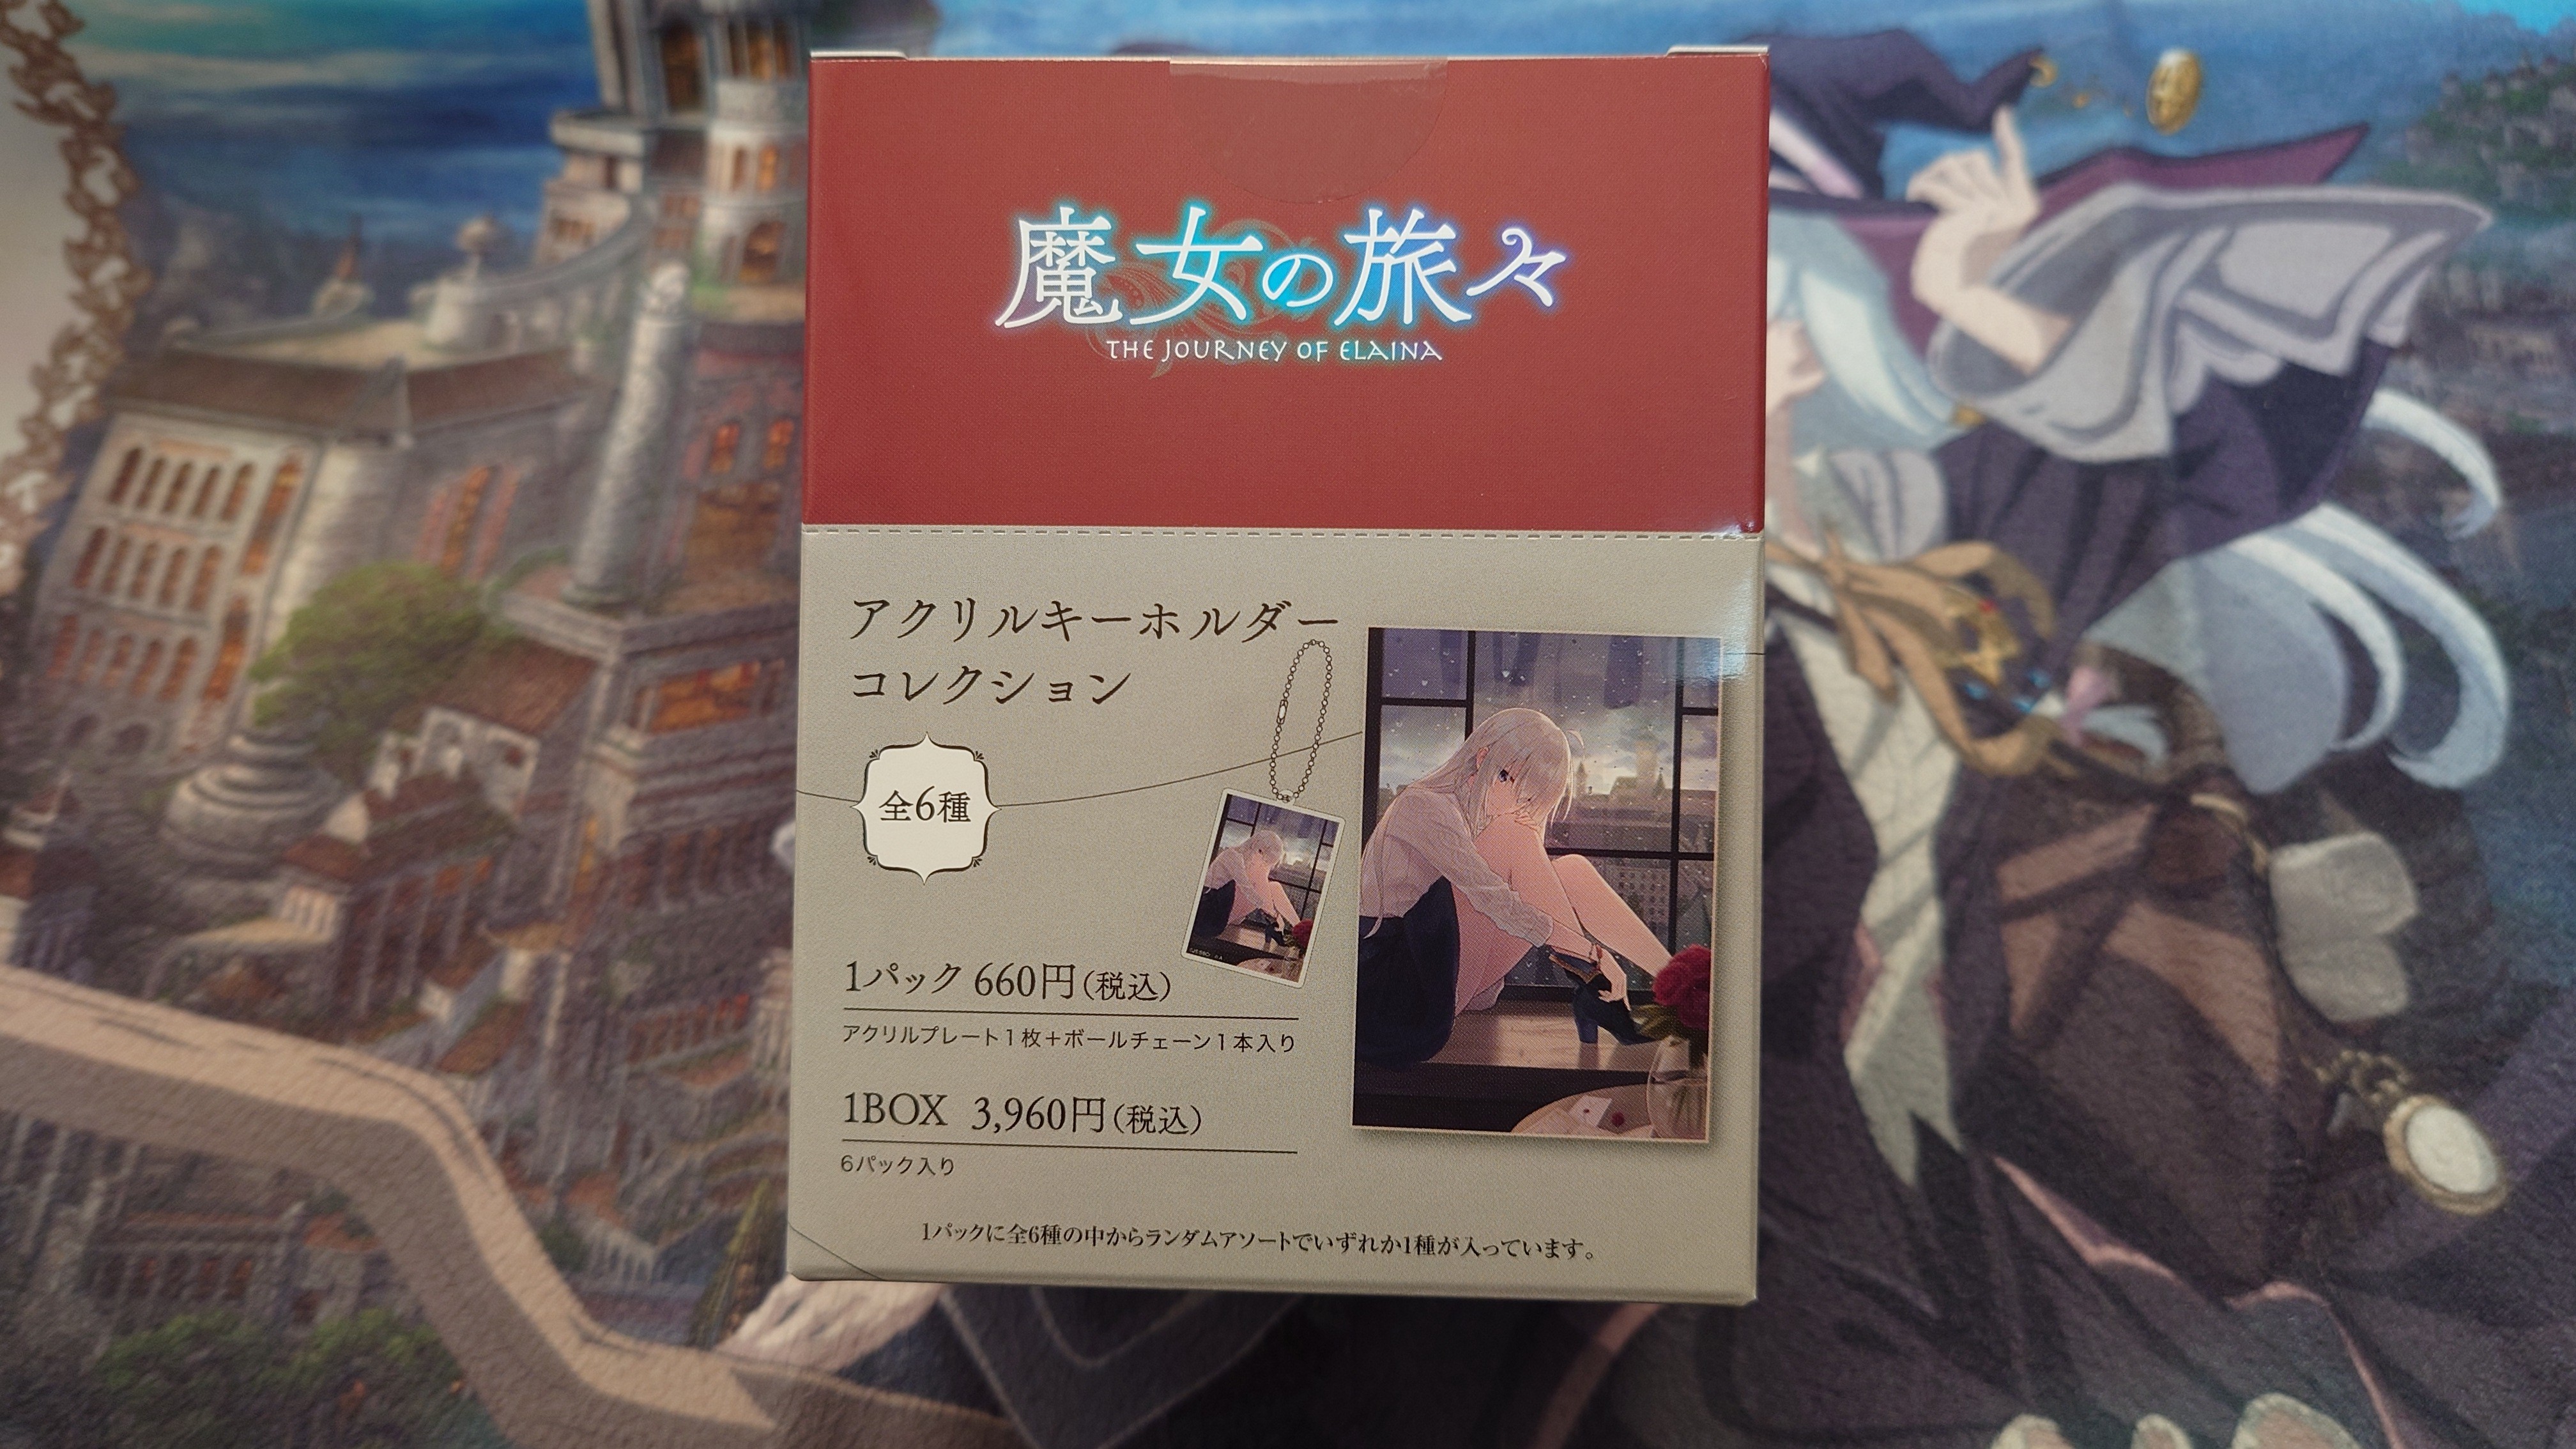 魔女の旅々
THE JOURNEY OF ELAINA
アクリルキーホルダー
コレクション
全6種
1パック 660円(税込)
アクリルプレート1枚+ボールチェーン1本入り
1BOX 3,960円(税込)
6パック入り
1パックに全6種の中からランダムアソートでいずれか1種が入っています。